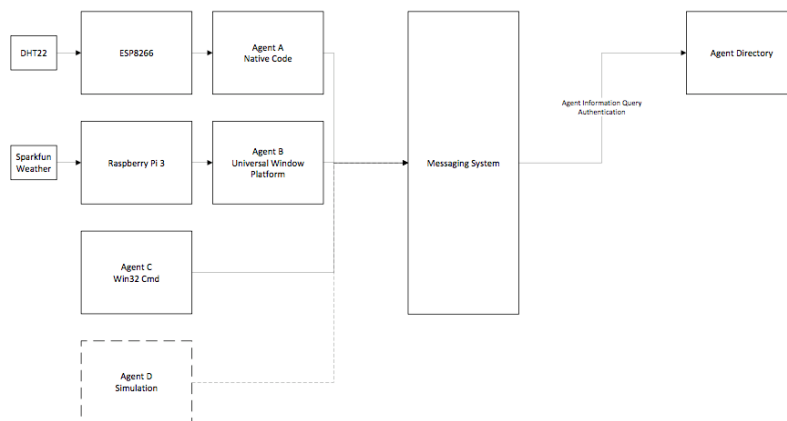 DHT22
ESP8266
Agent A
Native Code
Agent Directory
Agent Information Query
Authentication
Sparkfun
Weather
Raspberry Pi 3
Agent B
Universal Window
Platform
Messaging System
Agent C
Win32 Cmd
Agent D
Simulation